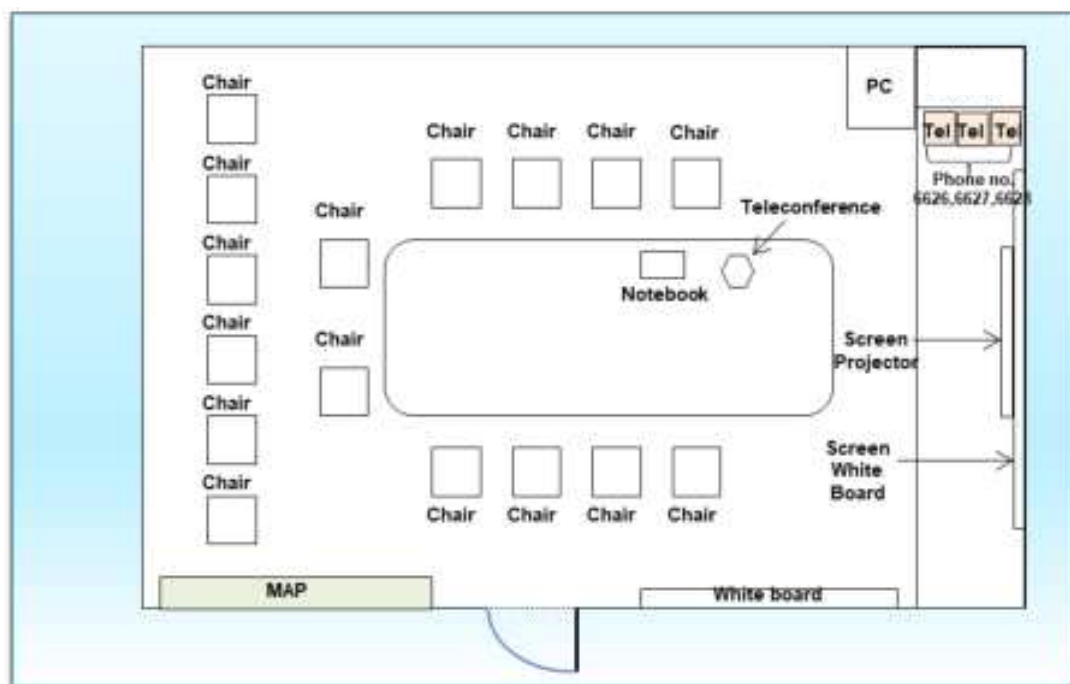 Chair
PC
Chair Chair Chair Chair
Tel Tel Tel
Chair
Phone no.
6626,6627,6628
Chair
Teleconference
Chair
Notebook
Chair
Chair
Screen
Projector
Chair
Screen
White
Board
Chair
Chair Chair Chair Chair
MAP
White board